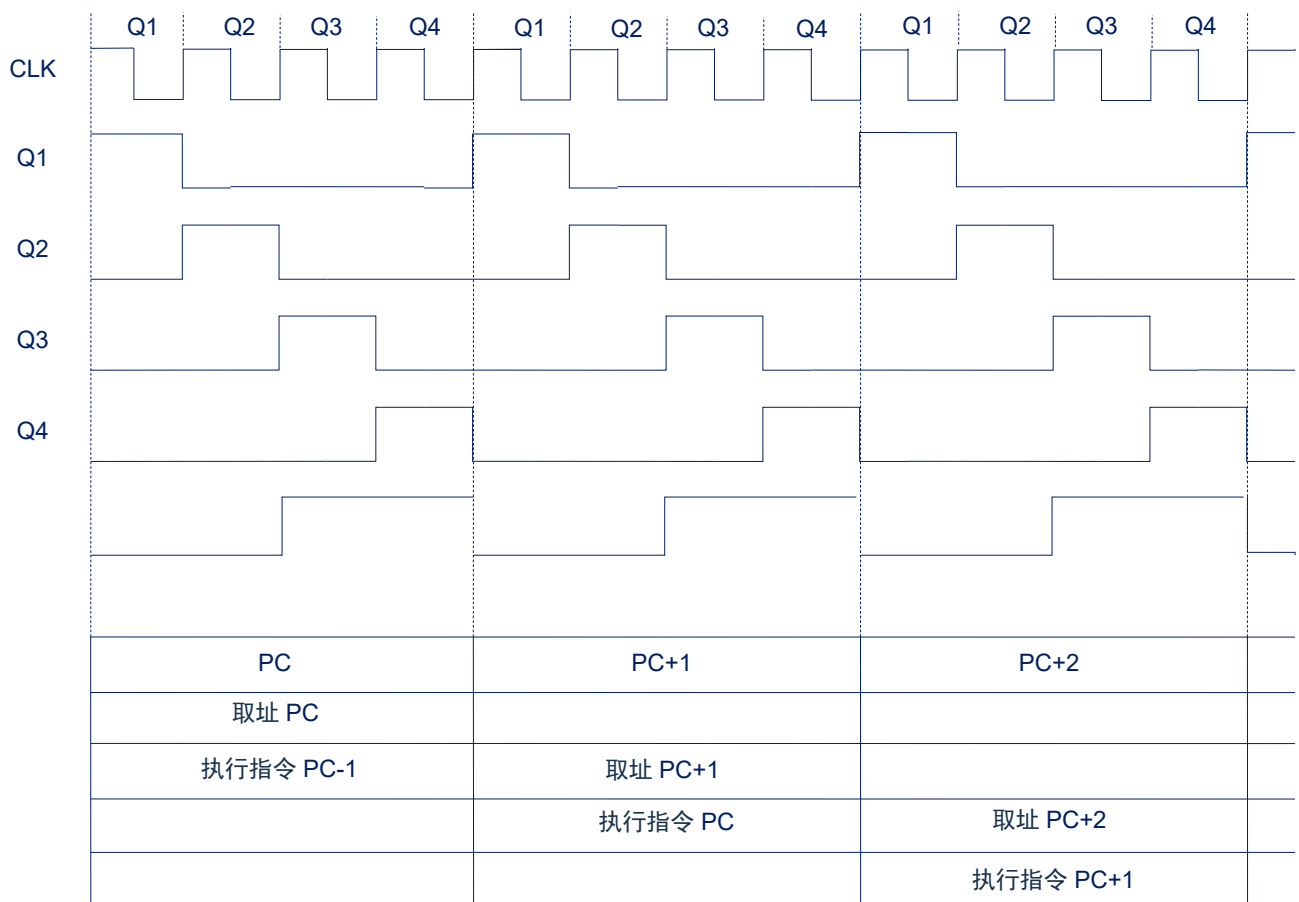 Q1 Q2 Q3 Q4 Q1 Q2 Q3 Q4 Q1 Q2 Q3 Q4
CLK
Q1
Q2
Q3
Q4
PC PC+1 PC+2
取址 PC
执行指令 PC-1 取址 PC+1
执行指令 PC 取址 PC+2
执行指令 PC+1